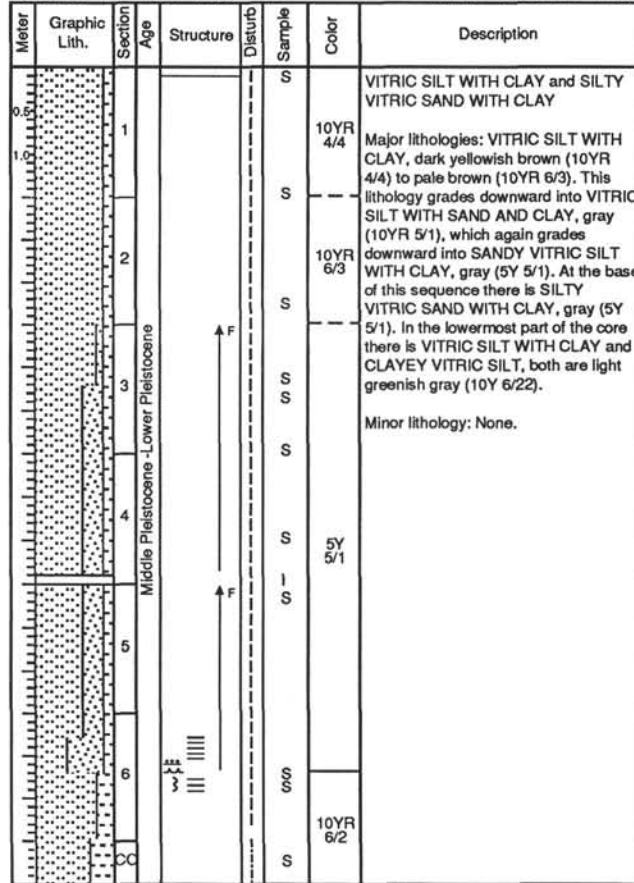 Meter
Graphic
Lith.
Section
Age
Structure
Disturb
Sample
Color
Description
0.5
1.0
1
2
3
4
5
6
CC
Middle Pleistocene -Lower Pleistocene
F
F
S
S
S
S
S
S
S
I
S
S
S
S
10YR
4/4
10YR
6/3
5Y
5/1
10YR
6/2
VITRIC SILT WITH CLAY and SILTY
VITRIC SAND WITH CLAY
Major lithologies: VITRIC SILT WITH
CLAY, dark yellowish brown (10YR
4/4) to pale brown (10YR 6/3). This
lithology grades downward into VITRIC
SILT WITH SAND AND CLAY, gray
(10YR 5/1), which again grades
downward into SANDY VITRIC SILT
WITH CLAY, gray (5Y 5/1). At the base
of this sequence there is SILTY
VITRIC SAND WITH CLAY, gray (5Y
5/1). In the lowermost part of the core
there is VITRIC SILT WITH CLAY and
CLAYEY VITRIC SILT, both are light
greenish gray (10Y 6/22).
Minor lithology: None.